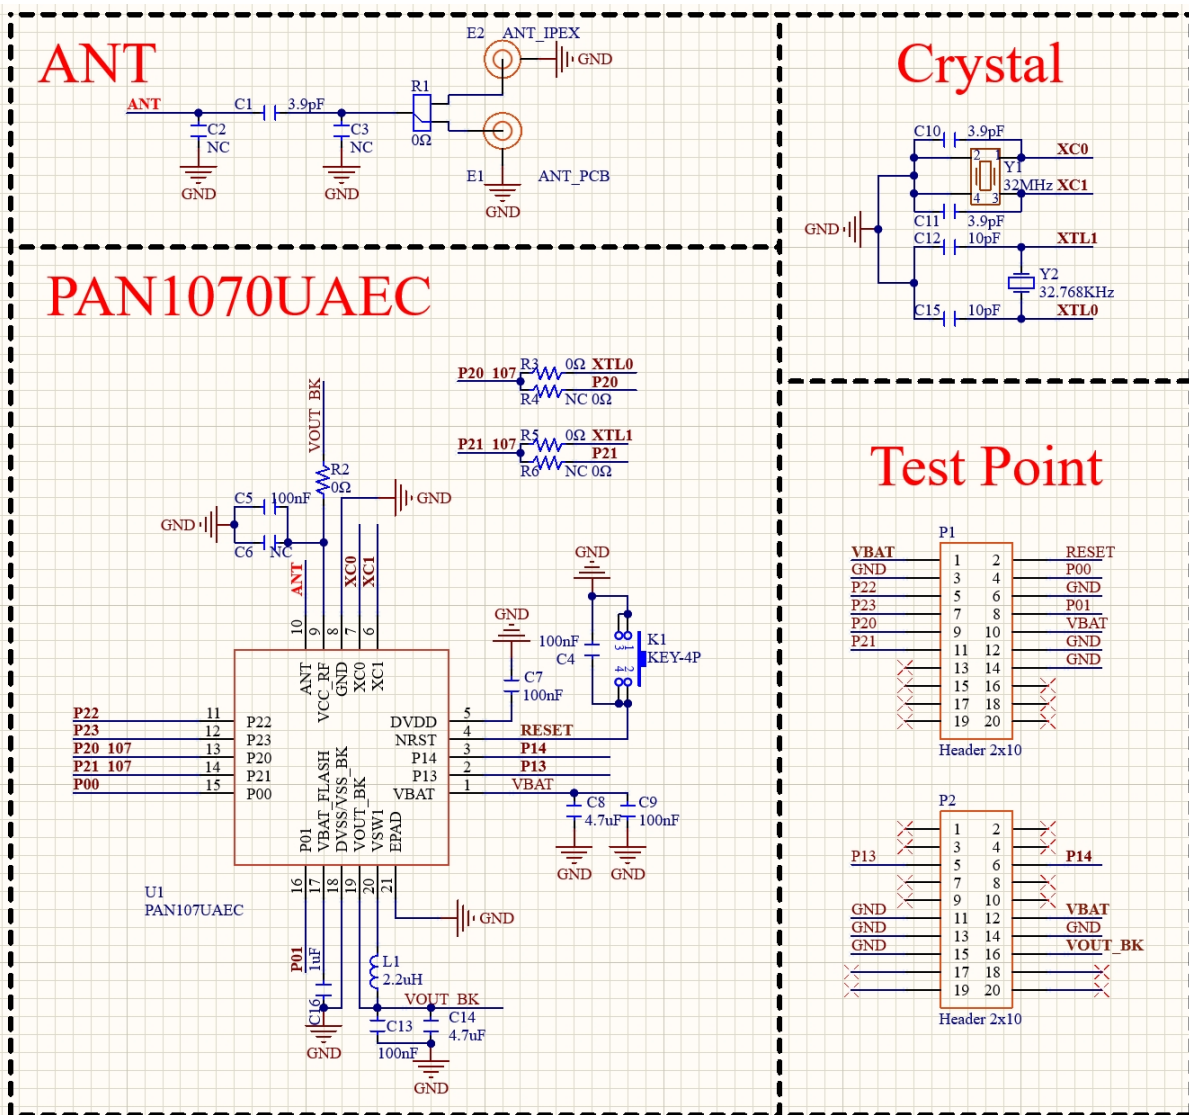 ANT
E2 ANT_IPEX
GND
R1
ANT
C1 3.9pF
C2
NC
C3
NC
0Ω
GND
GND
E1
ANT_PCB
GND
Crystal
C10 3.9pF
XC0
2 1
Y1
32MHz
XC1
4 3
C11
3.9pF
GND
C12 10pF
XTL1
Y2
32.768KHz
C15 10pF
XTL0
PAN1070UAEC
VOUT_BK
P20_107
R3 0Ω XTL0
P20
R4 NC 0Ω
P21_107
R5 0Ω XTL1
P21
R6 NC 0Ω
R2
0Ω
C5 100nF
GND
GND
C6 NC
ANT
XC0
XC1
10
9
8
7
6
ANT
VCC_RF
GND
XC0
XC1
GND
C7
100nF
GND
100nF
C4
K1
KEY-4P
3 1
4 2
P22 11 P22
P23 12 P23
P20_107 13 P20
P21_107 14 P21
P00 15 P00
DVDD 5
NRST 4 RESET
P14 3 P14
P13 2 P13
VBAT 1 VBAT
C8
4.7uF
C9
100nF
GND
GND
P01
VBAT_FLASH
DVSS/VSS_BK
VOUT_BK
VSW1
EPAD
16
17
18
19
20
21
U1
PAN107UAEC
GND
P01
1uF
C16
GND
L1
2.2uH
VOUT_BK
C13
100nF
C14
4.7uF
GND
Test Point
P1
VBAT 1 2 RESET
GND 3 4 P00
P22 5 6 GND
P23 7 8 P01
P20 9 10 VBAT
P21 11 12 GND
13 14 GND
15 16
17 18
19 20
Header 2x10
P2
1 2
3 4
P13 5 6 P14
7 8
9 10
GND 11 12 VBAT
GND 13 14 GND
GND 15 16 VOUT_BK
17 18
19 20
Header 2x10